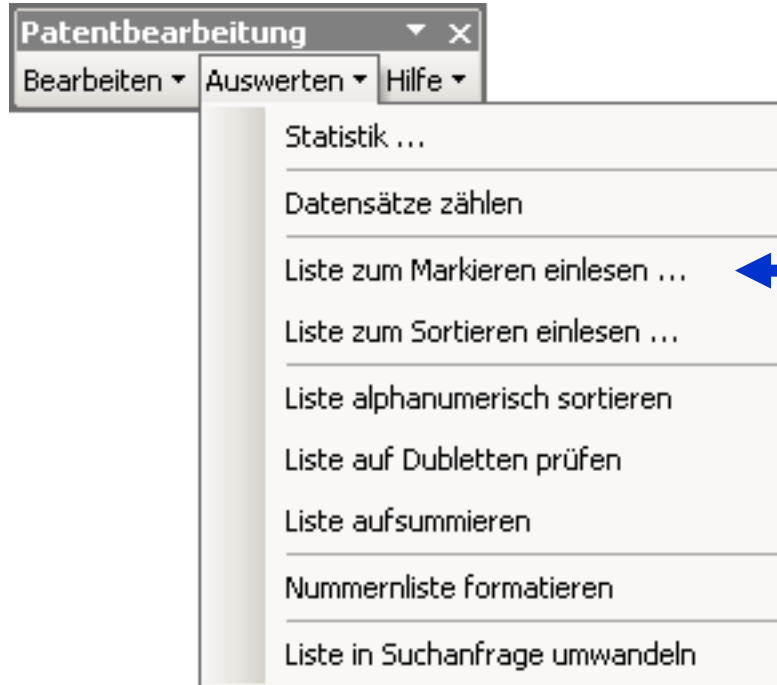 Patentbearbeitung
Bearbeiten Auswerten Hilfe
Statistik ...
Datensätze zählen
Liste zum Markieren einlesen ...
Liste zum Sortieren einlesen ...
Liste alphanumerisch sortieren
Liste auf Dubletten prüfen
Liste aufsummieren
Nummernliste formatieren
Liste in Suchanfrage umwandeln